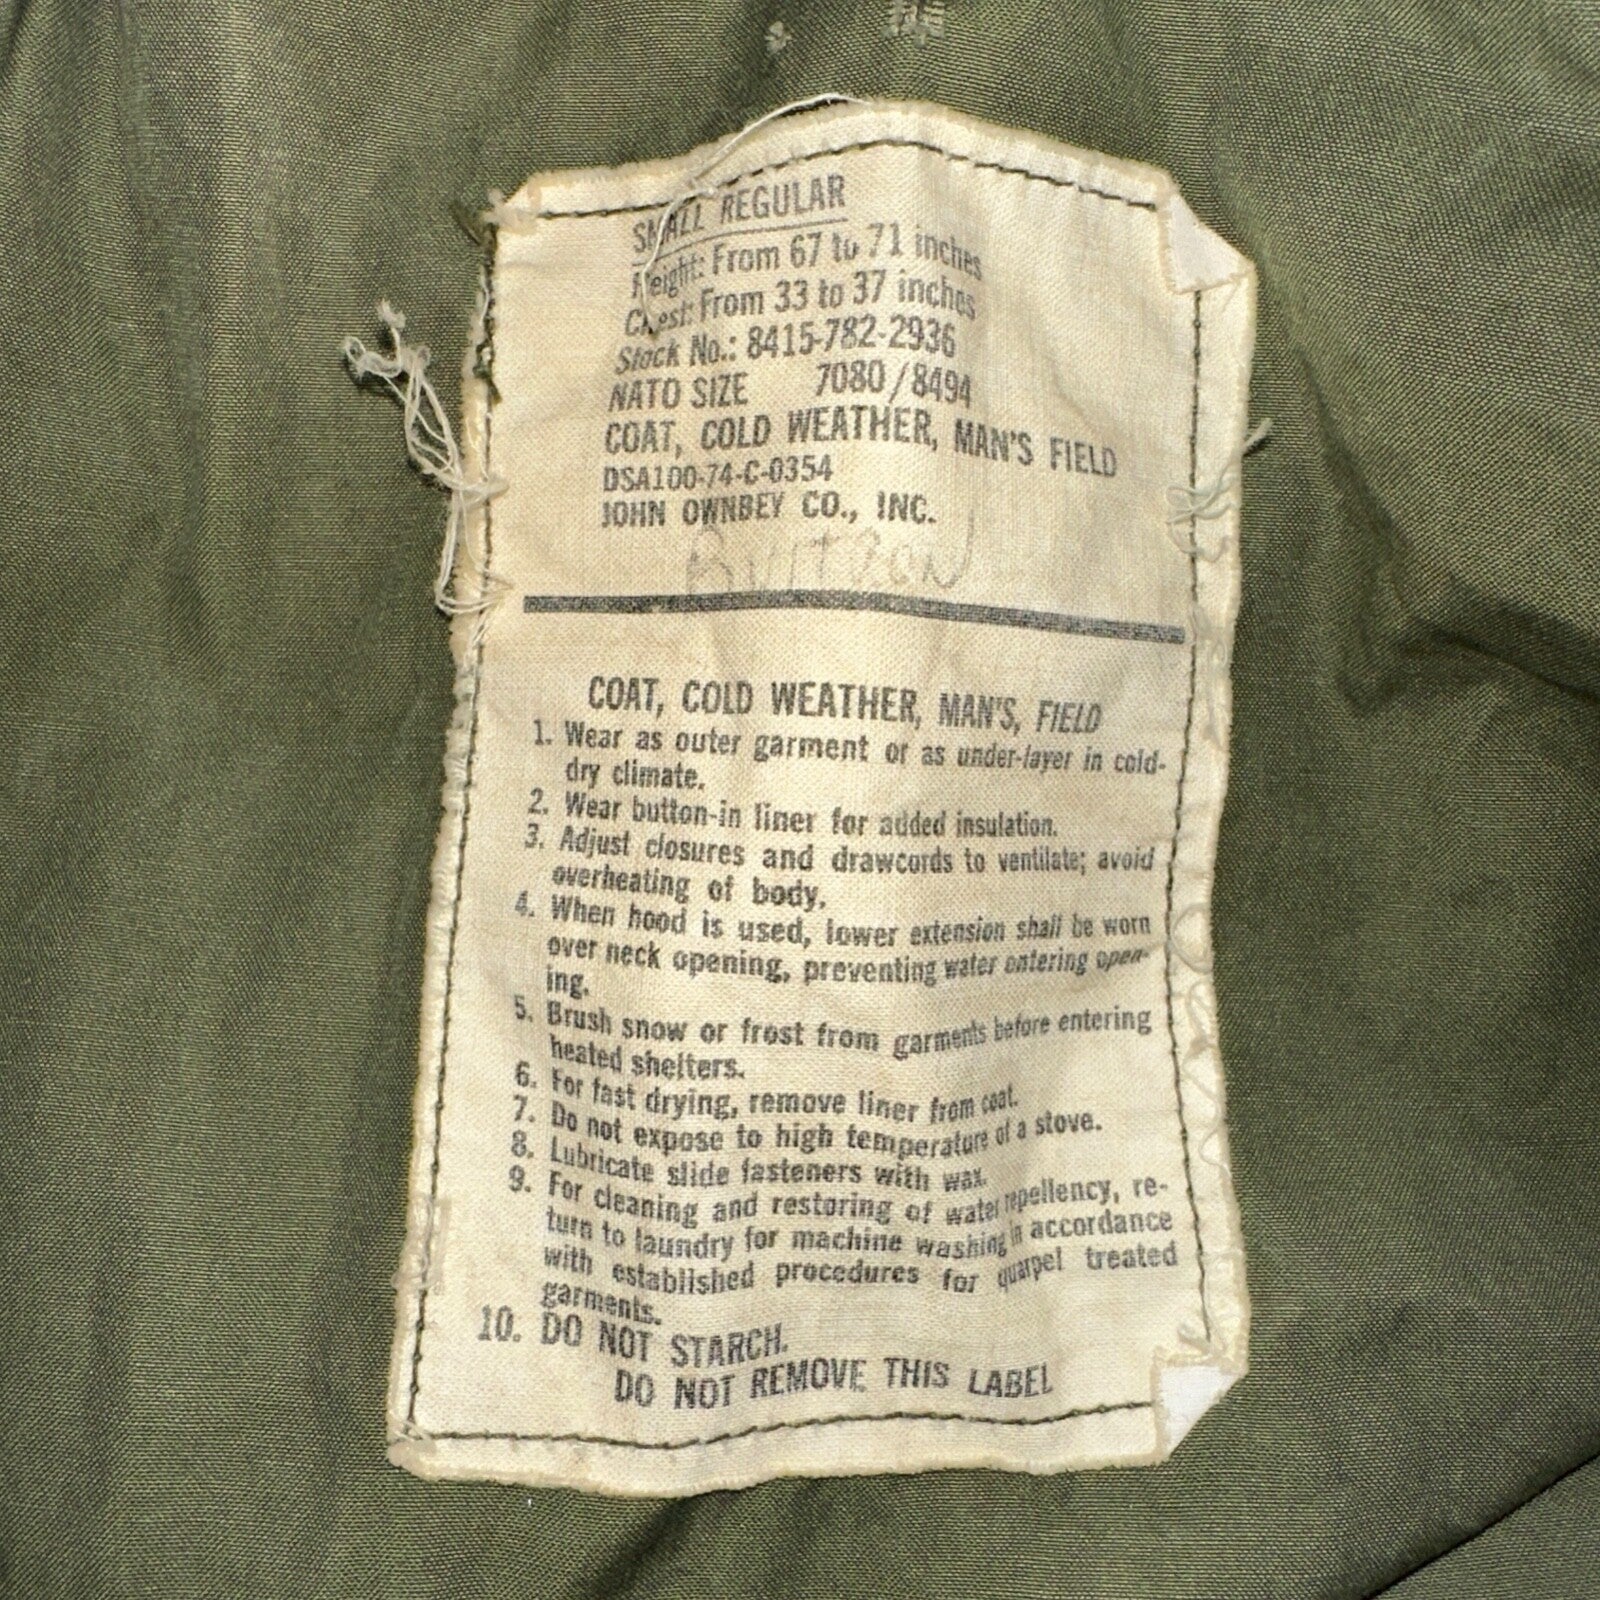 SMALL REGULAR
Height: From 67 to 71 inches
Chest: From 33 to 37 inches
Stock No.: 8415-782-2936
NATO SIZE 7080/8494
COAT, COLD WEATHER, MAN'S FIELD
DSA100-74-C-0354
JOHN OWNBEY CO., INC.
COAT, COLD WEATHER, MAN'S, FIELD
1. Wear as outer garment or as under-layer in cold-
dry climate.
2. Wear button-in liner for added insulation.
3. Adjust closures and drawcords to ventilate; avoid
overheating of body.
4. When hood is used, lower extension shall be worn
over neck opening, preventing water entering open-
ing.
5. Brush snow or frost from garments before entering
heated shelters.
6. For fast drying, remove liner from coat.
7. Do not expose to high temperature of a stove.
8. Lubricate slide fasteners with wax.
9. For cleaning and restoring of water repellency, re-
turn to laundry for machine washing in accordance
with established procedures for quarpel treated
garments.
10. DO NOT STARCH.
DO NOT REMOVE THIS LABEL